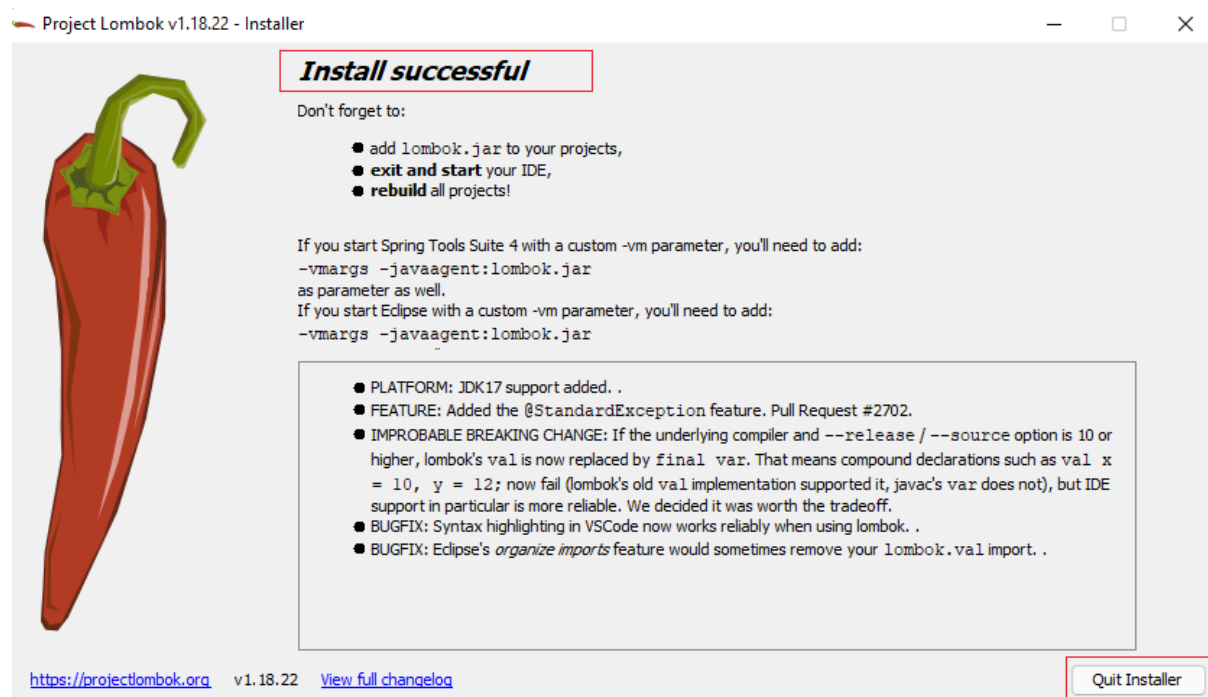 Project Lombok v1.18.22 - Installer
Install successful
Don't forget to:
add lombok.jar to your projects,
exit and start your IDE,
rebuild all projects!
If you start Spring Tools Suite 4 with a custom -vm parameter, you'll need to add:
-vmargs -javaagent:lombok.jar
as parameter as well.
If you start Eclipse with a custom -vm parameter, you'll need to add:
-vmargs -javaagent:lombok.jar
PLATFORM: JDK17 support added. .
FEATURE: Added the @StandardException feature. Pull Request #2702.
IMPROBABLE BREAKING CHANGE: If the underlying compiler and --release / --source option is 10 or
higher, lombok's val is now replaced by final var. That means compound declarations such as val x
= 10, y = 12; now fail (lombok's old val implementation supported it, javac's var does not), but IDE
support in particular is more reliable. We decided it was worth the tradeoff.
BUGFIX: Syntax highlighting in VSCode now works reliably when using lombok. .
BUGFIX: Eclipse's organize imports feature would sometimes remove your lombok.val import. .
https://projectlombok.org v1.18.22 View full changelog
Quit Installer